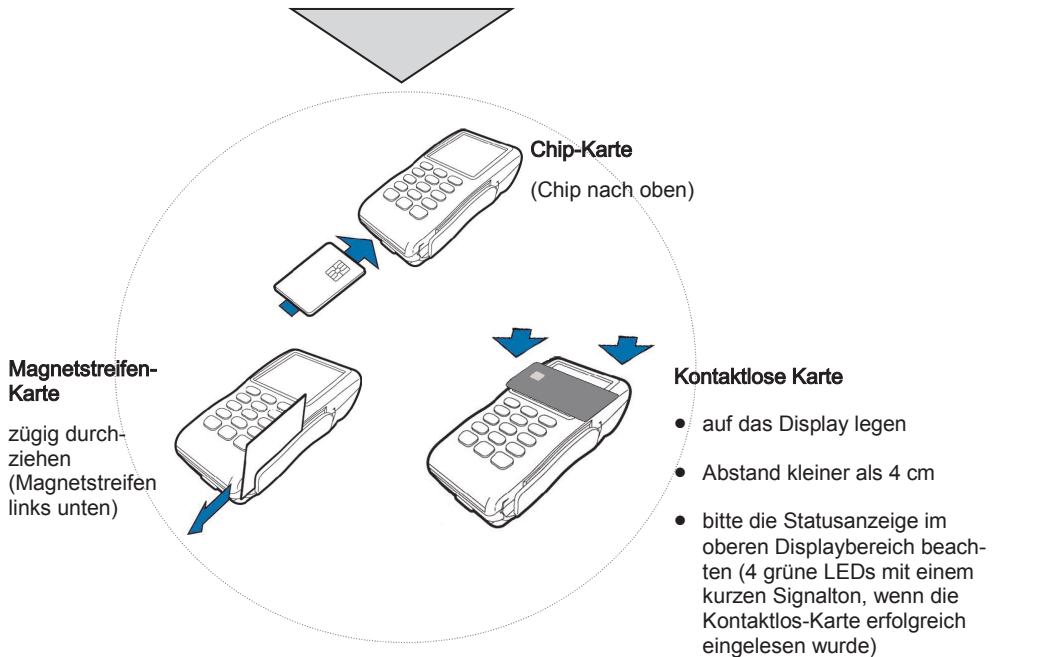 Chip-Karte
(Chip nach oben)
Magnetstreifen-
Karte
zügig durch-
ziehen
(Magnetstreifen
links unten)
Kontaktlose Karte
• auf das Display legen
• Abstand kleiner als 4 cm
• bitte die Statusanzeige im
oberen Displaybereich beach-
ten (4 grüne LEDs mit einem
kurzen Signalton, wenn die
Kontaktlos-Karte erfolgreich
eingelesen wurde)